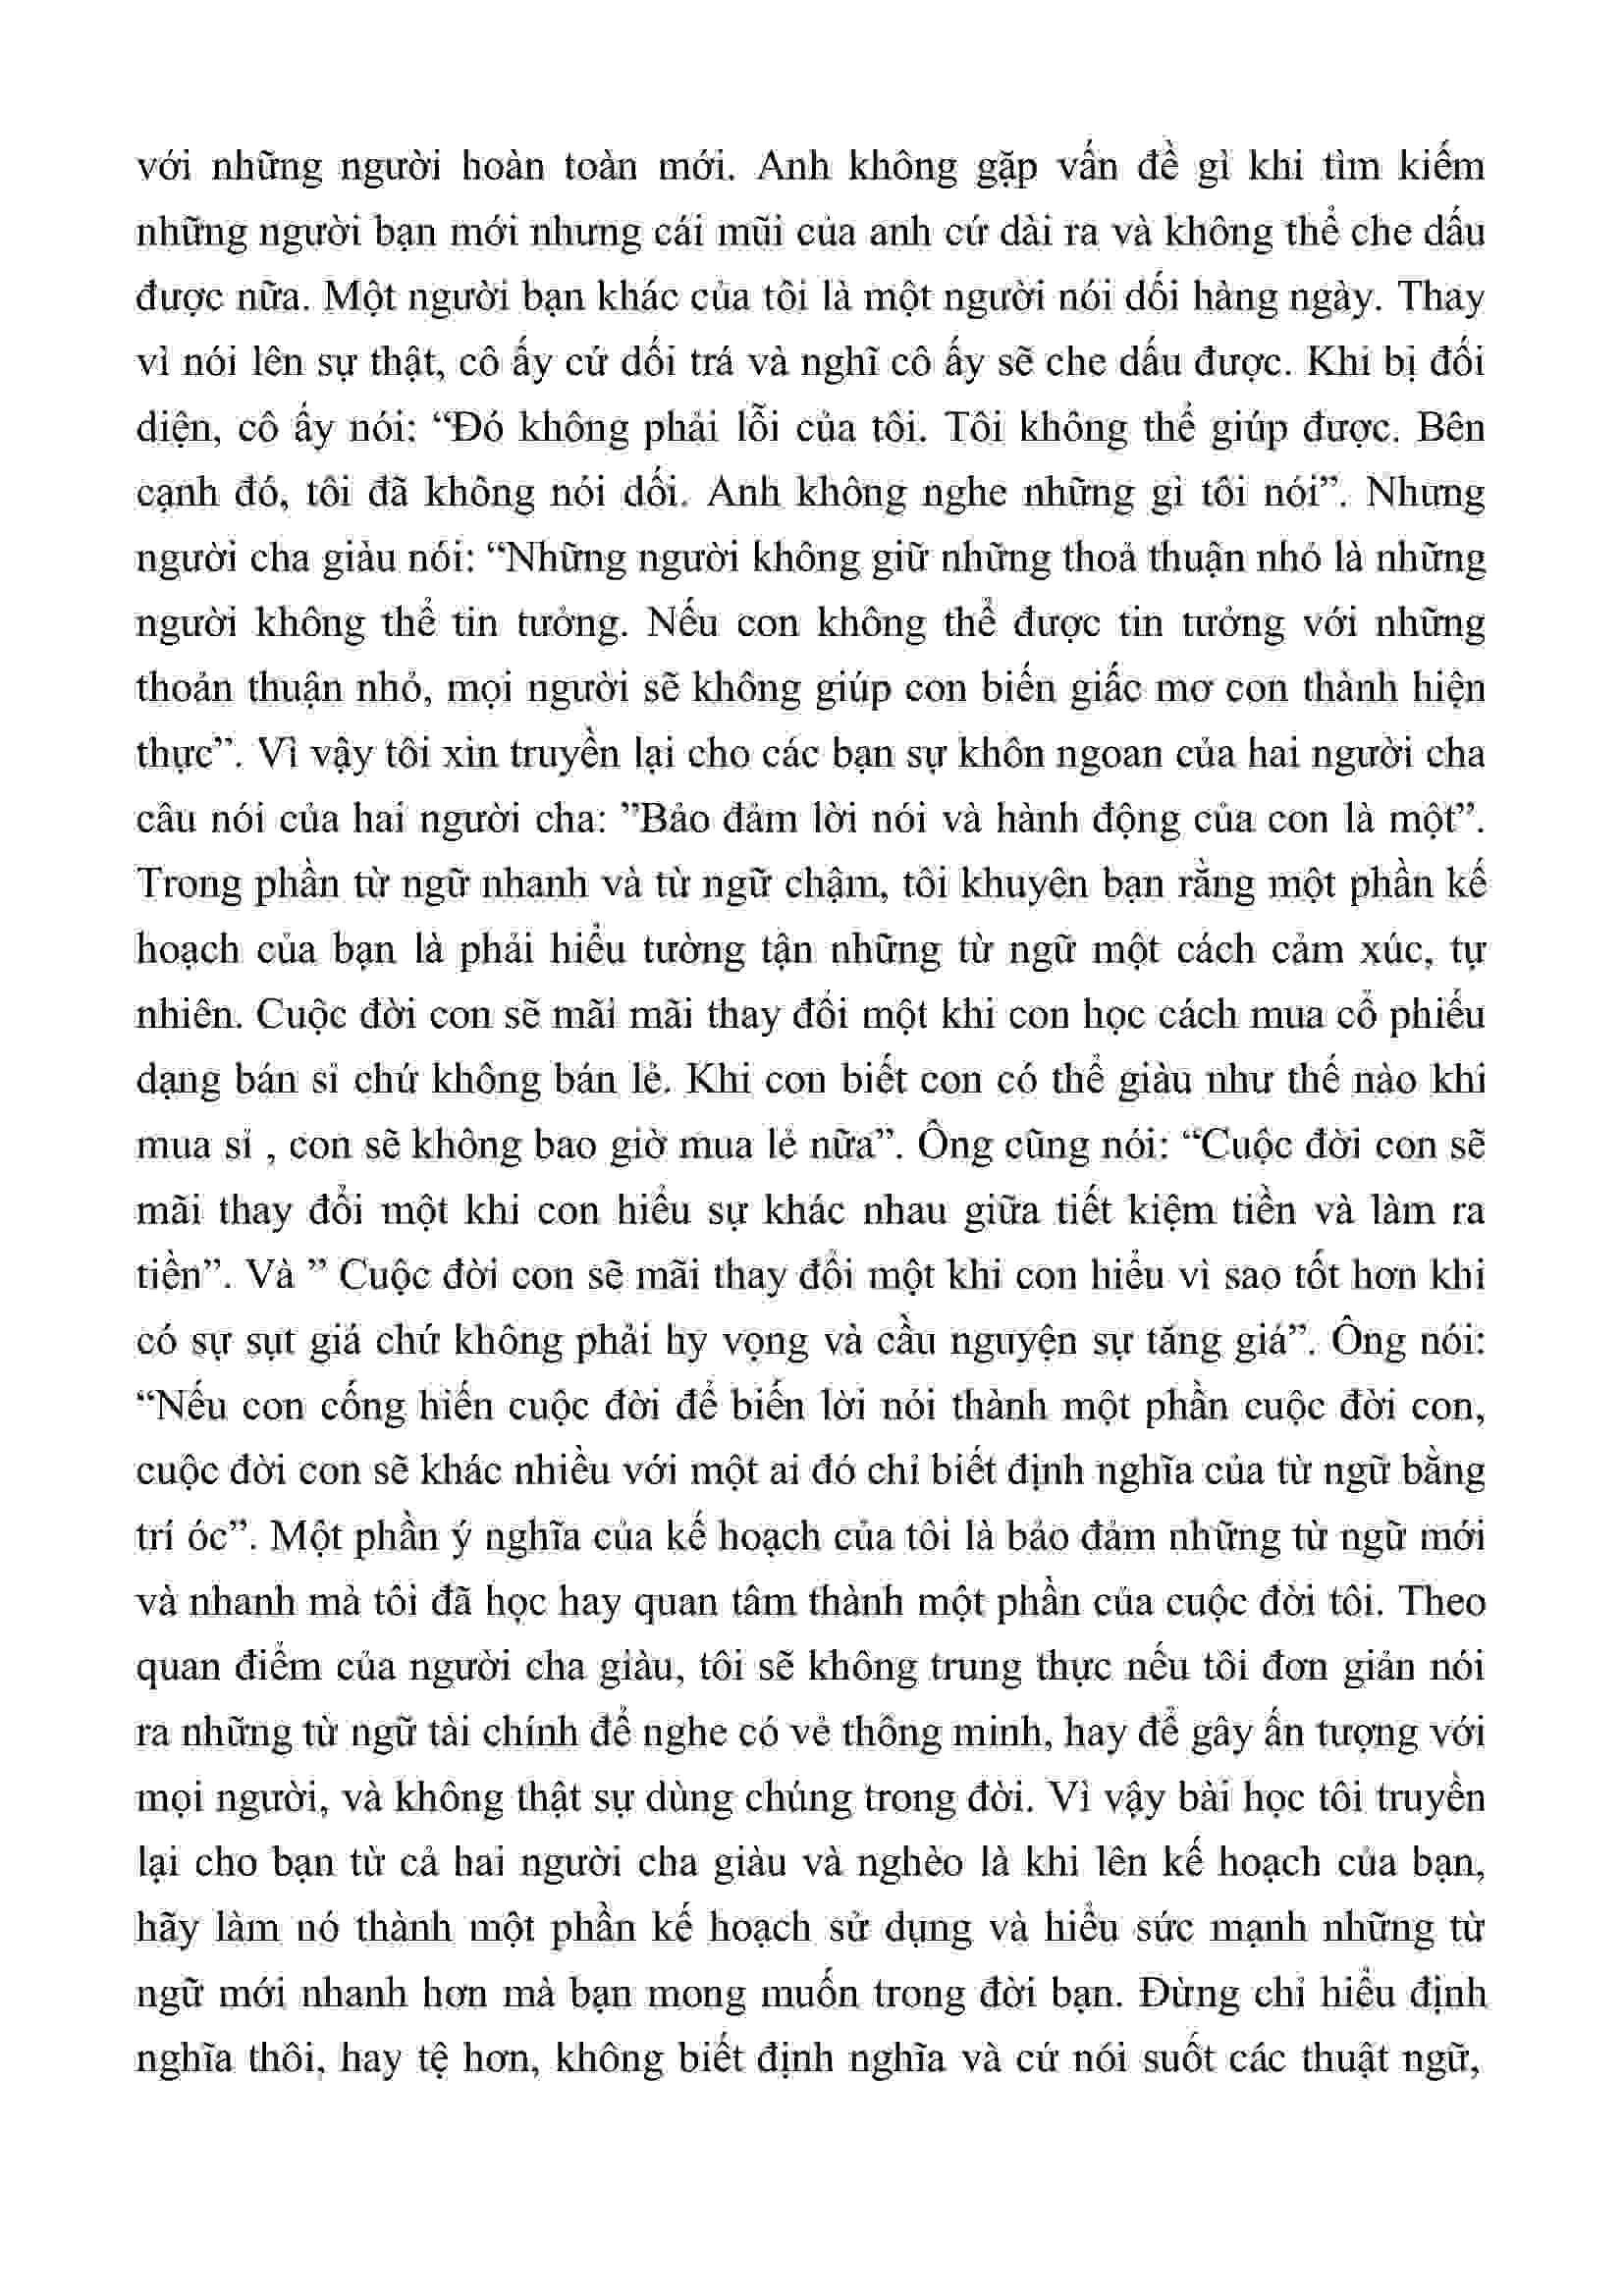 với những người hoàn toàn mới. Anh không gặp vấn đề gì khi tìm kiếm
những người bạn mới nhưng cái mũi của anh cứ dài ra và không thể che dấu
được nữa. Một người bạn khác của tôi là một người nói dối hàng ngày. Thay
vì nói lên sự thật, cô ấy cứ dối trá và nghĩ cô ấy sẽ che dấu được. Khi bị đối
diện, cô ấy nói: “Đó không phải lỗi của tôi. Tôi không thể giúp được. Bên
cạnh đó, tôi đã không nói dối. Anh không nghe những gì tôi nói”. Nhưng
người cha giàu nói: “Những người không giữ những thoả thuận nhỏ là những
người không thể tin tưởng. Nếu con không thể được tin tưởng với những
thoản thuận nhỏ, mọi người sẽ không giúp con biến giấc mơ con thành hiện
thực”. Vì vậy tôi xin truyền lại cho các bạn sự khôn ngoan của hai người cha
câu nói của hai người cha: ”Bảo đảm lời nói và hành động của con là một”.
Trong phần từ ngữ nhanh và từ ngữ chậm, tôi khuyên bạn rằng một phần kế
hoạch của bạn là phải hiểu tường tận những từ ngữ một cách cảm xúc, tự
nhiên. Cuộc đời con sẽ mãi mãi thay đổi một khi con học cách mua cổ phiếu
dạng bán sỉ chứ không bán lẻ. Khi con biết con có thể giàu như thế nào khi
mua sỉ , con sẽ không bao giờ mua lẻ nữa”. Ông cũng nói: “Cuộc đời con sẽ
mãi thay đổi một khi con hiểu sự khác nhau giữa tiết kiệm tiền và làm ra
tiền”. Và ” Cuộc đời con sẽ mãi thay đổi một khi con hiểu vì sao tốt hơn khi
có sự sụt giá chứ không phải hy vọng và cầu nguyện sự tăng giá”. Ông nói:
“Nếu con cống hiến cuộc đời để biến lời nói thành một phần cuộc đời con,
cuộc đời con sẽ khác nhiều với một ai đó chỉ biết định nghĩa của từ ngữ bằng
trí óc”. Một phần ý nghĩa của kế hoạch của tôi là bảo đảm những từ ngữ mới
và nhanh mà tôi đã học hay quan tâm thành một phần của cuộc đời tôi. Theo
quan điểm của người cha giàu, tôi sẽ không trung thực nếu tôi đơn giản nói
ra những từ ngữ tài chính để nghe có vẻ thông minh, hay để gây ấn tượng với
mọi người, và không thật sự dùng chúng trong đời. Vì vậy bài học tôi truyền
lại cho bạn từ cả hai người cha giàu và nghèo là khi lên kế hoạch của bạn,
hãy làm nó thành một phần kế hoạch sử dụng và hiểu sức mạnh những từ
ngữ mới nhanh hơn mà bạn mong muốn trong đời bạn. Đừng chỉ hiểu định
nghĩa thôi, hay tệ hơn, không biết định nghĩa và cứ nói suốt các thuật ngữ,